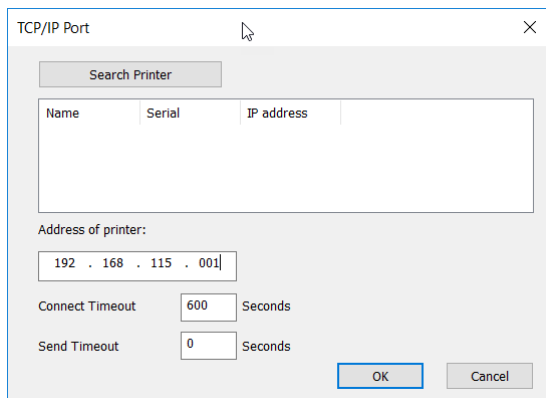 TCP/IP Port
Search Printer
Name Serial IP address
Address of printer:
192 . 168 . 115 . 001
Connect Timeout 600 Seconds
Send Timeout 0 Seconds
OK Cancel